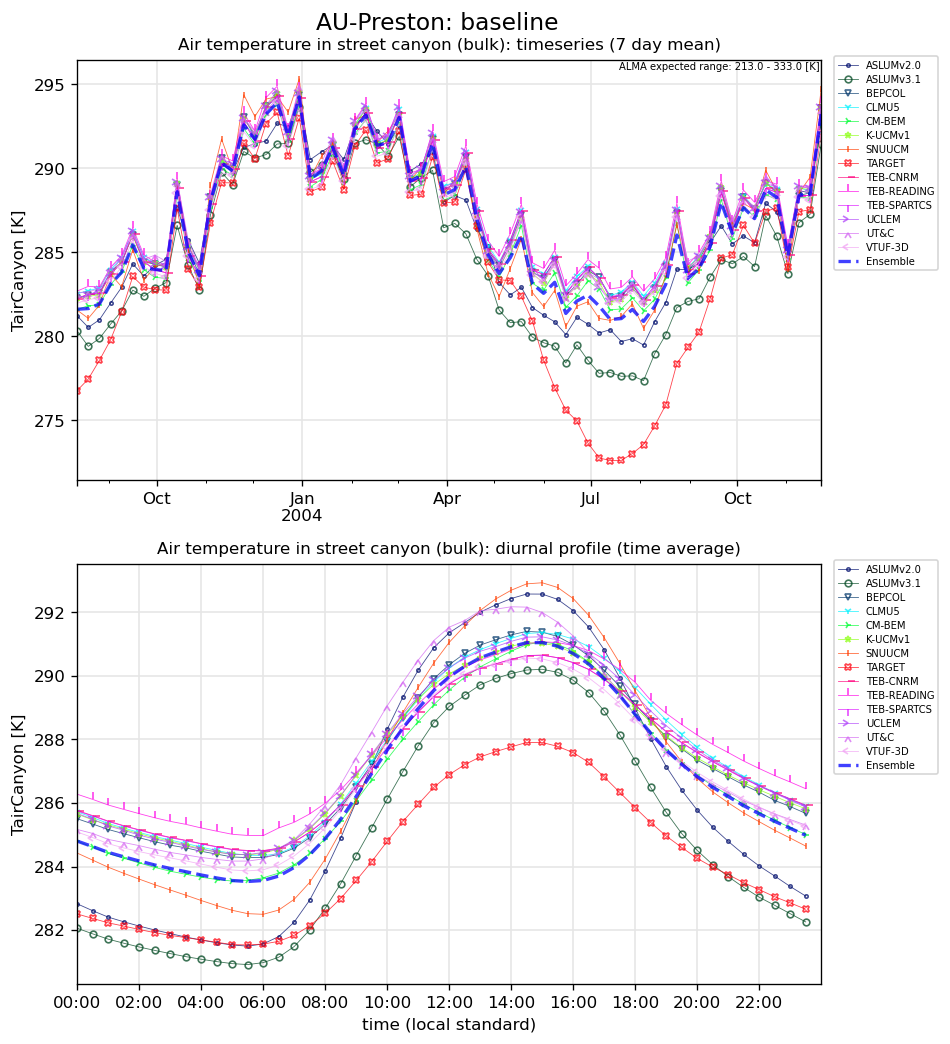 AU-Preston: baseline
Air temperature in street canyon (bulk): timeseries (7 day mean)
ALMA expected range: 213.0 - 333.0 [K]
295
290
285
280
275
TairCanyon [K]
Oct
Jan
2004
Apr
Jul
Oct
ASLUMv2.0
ASLUMv3.1
BEPCOL
CLMU5
CM-BEM
K-UCMv1
SNUUCM
TARGET
TEB-CNRM
TEB-READING
TEB-SPARTCS
UCLEM
UT&C
VTUF-3D
Ensemble
Air temperature in street canyon (bulk): diurnal profile (time average)
292
290
288
286
284
282
TairCanyon [K]
00:00
02:00
04:00
06:00
08:00
10:00
12:00
14:00
16:00
18:00
20:00
22:00
time (local standard)
ASLUMv2.0
ASLUMv3.1
BEPCOL
CLMU5
CM-BEM
K-UCMv1
SNUUCM
TARGET
TEB-CNRM
TEB-READING
TEB-SPARTCS
UCLEM
UT&C
VTUF-3D
Ensemble